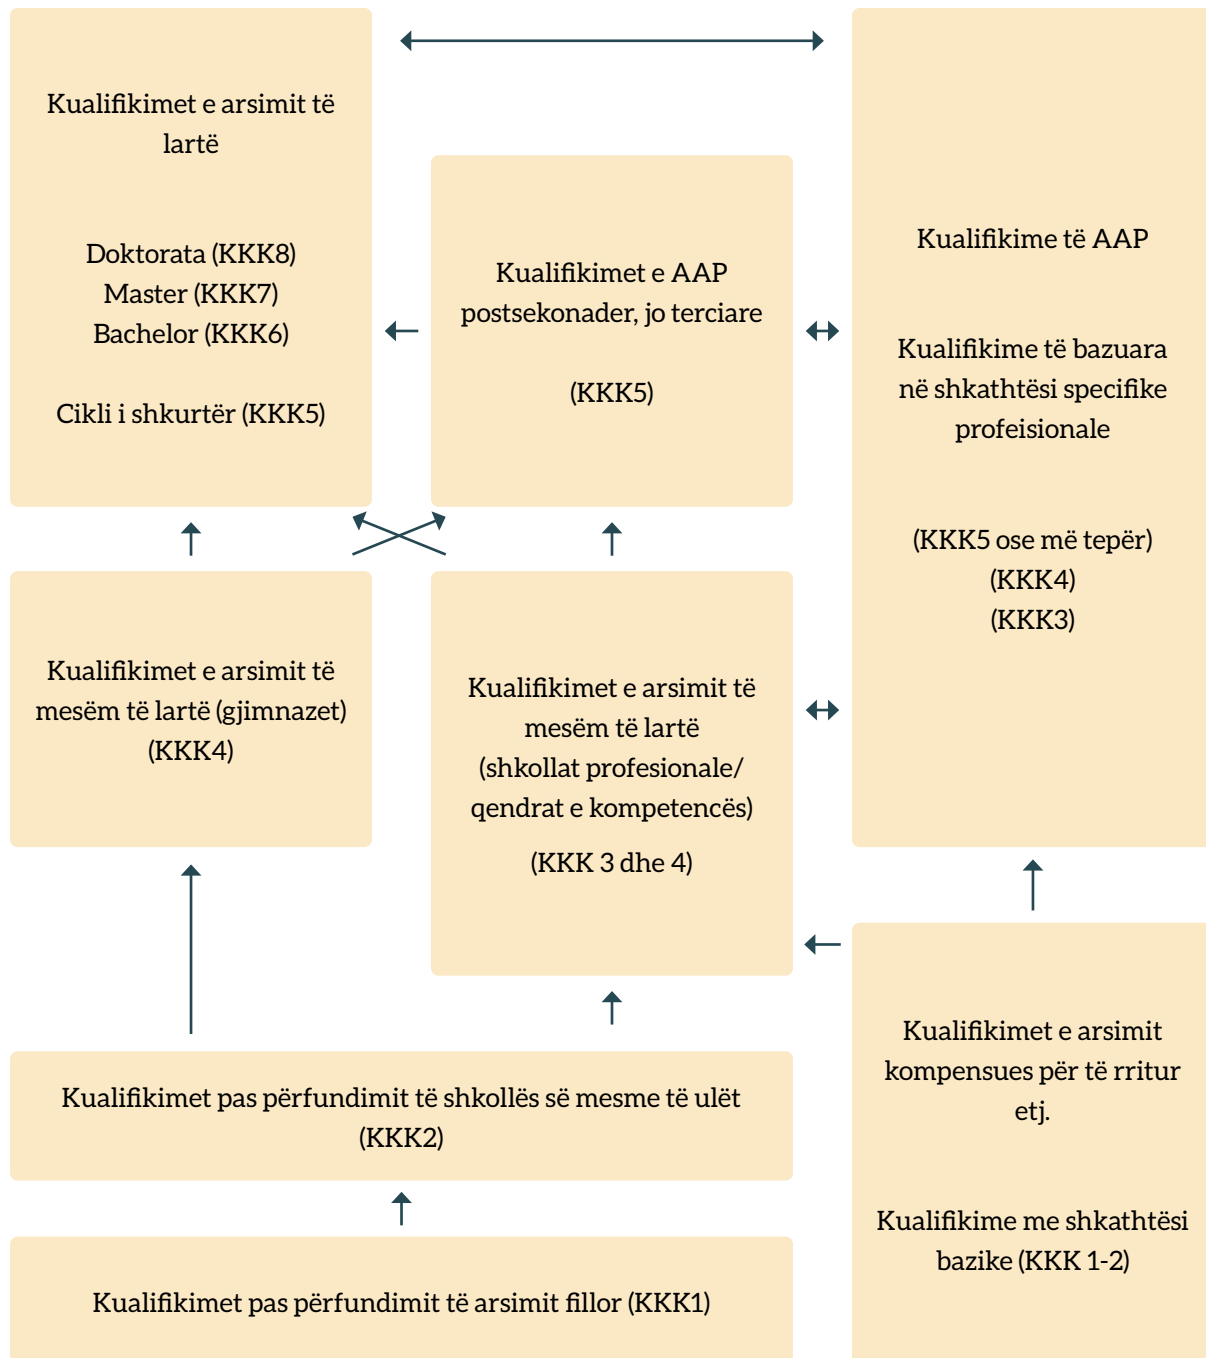 Kualifikimet e arsimit të
lartë
Doktorata (KKK8)
Master (KKK7)
Bachelor (KKK6)
Cikli i shkurtër (KKK5)
Kualifikimet e AAP
postsekonader, jo terciare
(KKK5)
Kualifikime të AAP
Kualifikime të bazuara
në shkathtësi specifike
profeisionale
(KKK5 ose më tepër)
(KKK4)
(KKK3)
Kualifikimet e arsimit të
mesëm të lartë (gjimnazet)
(KKK4)
Kualifikimet e arsimit të
mesëm të lartë
(shkollat profesionale/
qendrat e kompetencës)
(KKK 3 dhe 4)
Kualifikimet e arsimit
kompensues për të rritur
etj.
Kualifikime me shkathtësi
bazike (KKK 1-2)
Kualifikimet pas përfundimit të shkollës së mesme të ulët
(KKK2)
Kualifikimet pas përfundimit të arsimit fillor (KKK1)